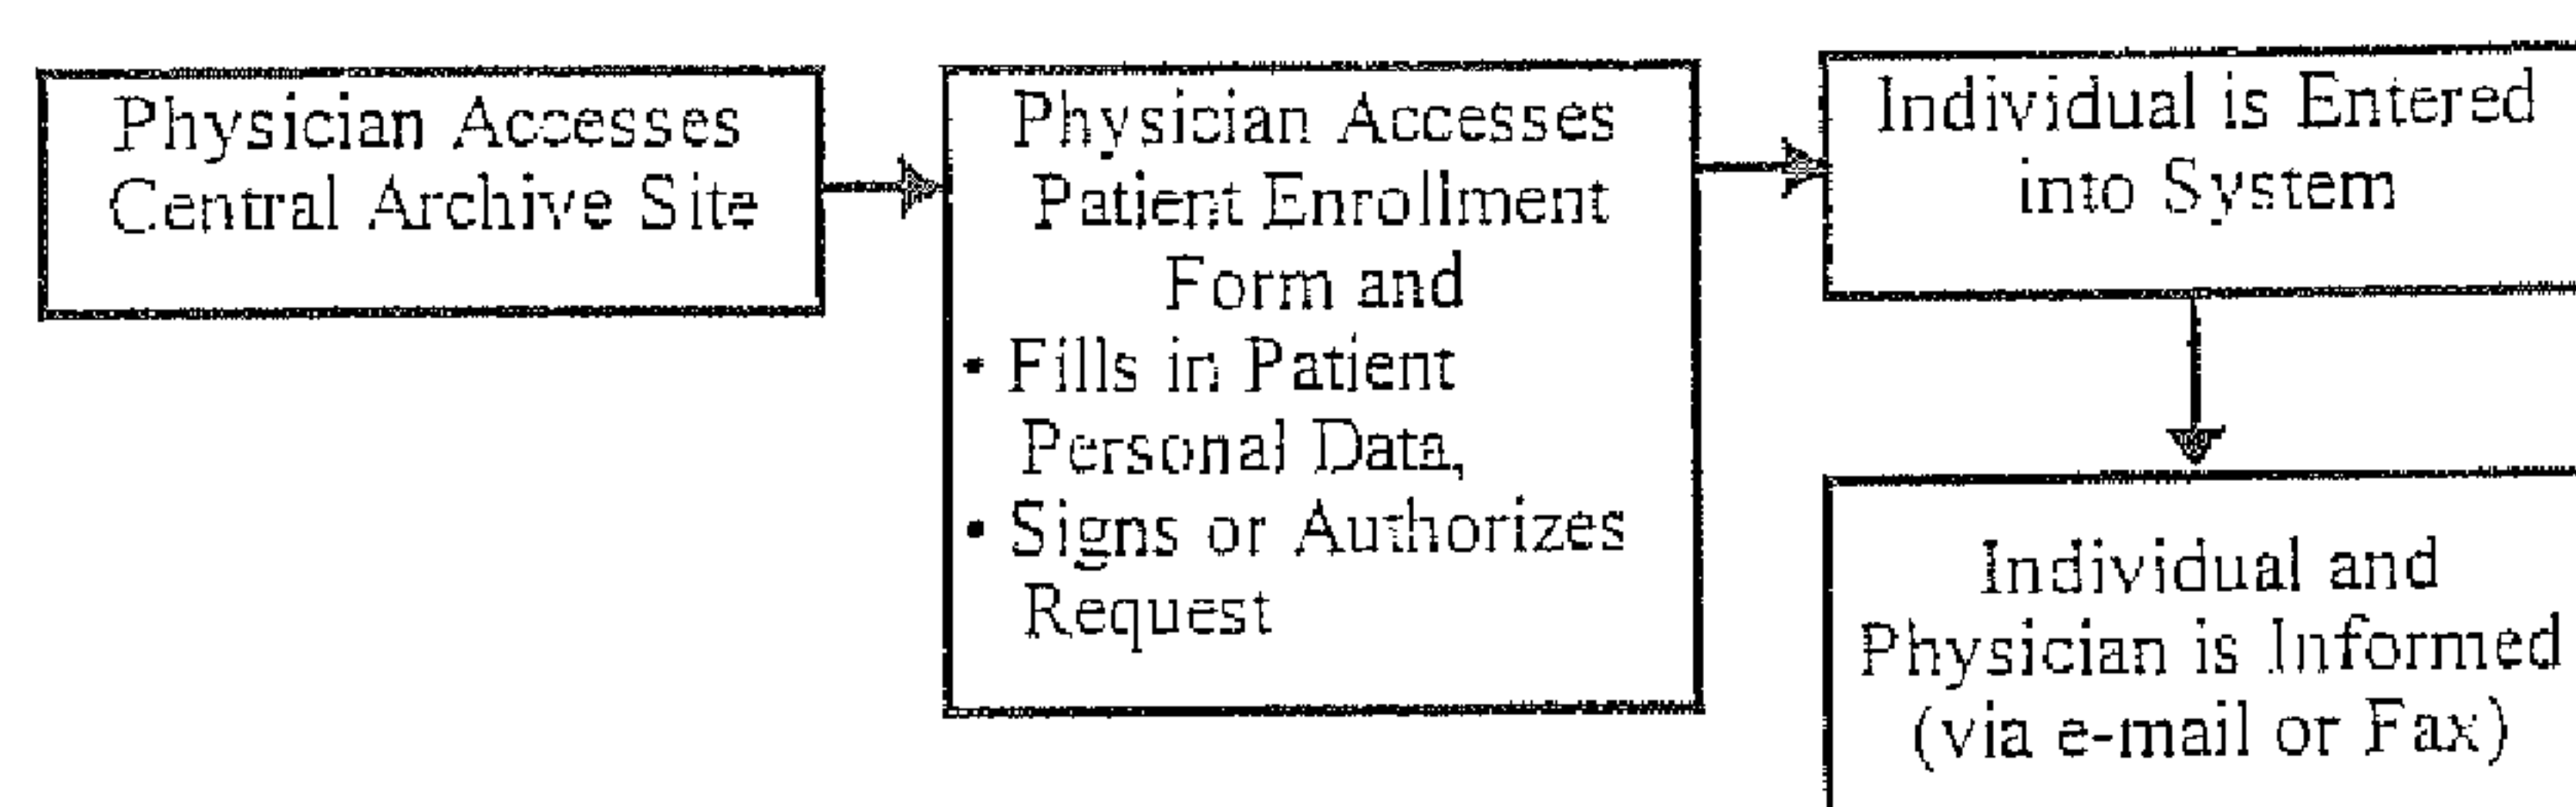 Physician Accesses
Central Archive Site
Physician Accesses
Patient Enrollment
Form and
• Fills in Patient
Personal Data,
• Signs or Authorizes
Request
Individual is Entered
into System
Individual and
Physician is Informed
(via e-mail or Fax)